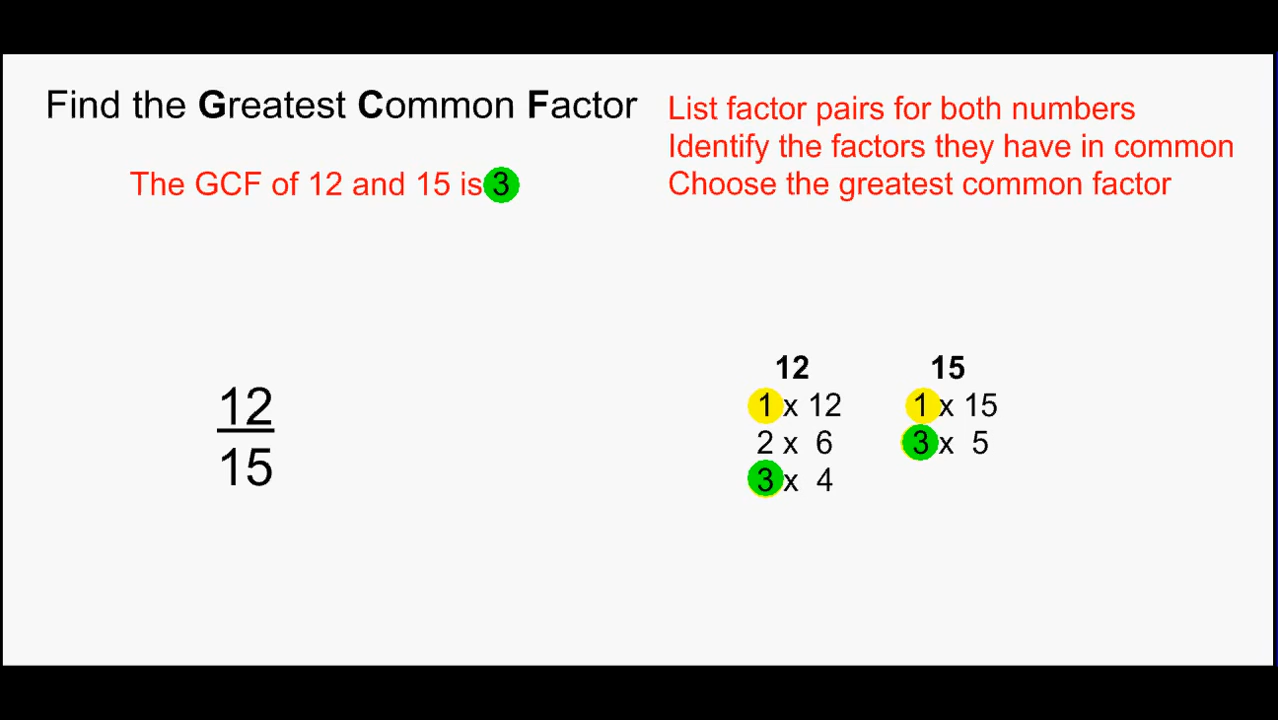 Find the Greatest Common Factor
The GCF of 12 and 15 is 3
List factor pairs for both numbers
Identify the factors they have in common
Choose the greatest common factor
12
15
12
1 x 12
2 x 6
3 x 4
15
1 x 15
3 x 5